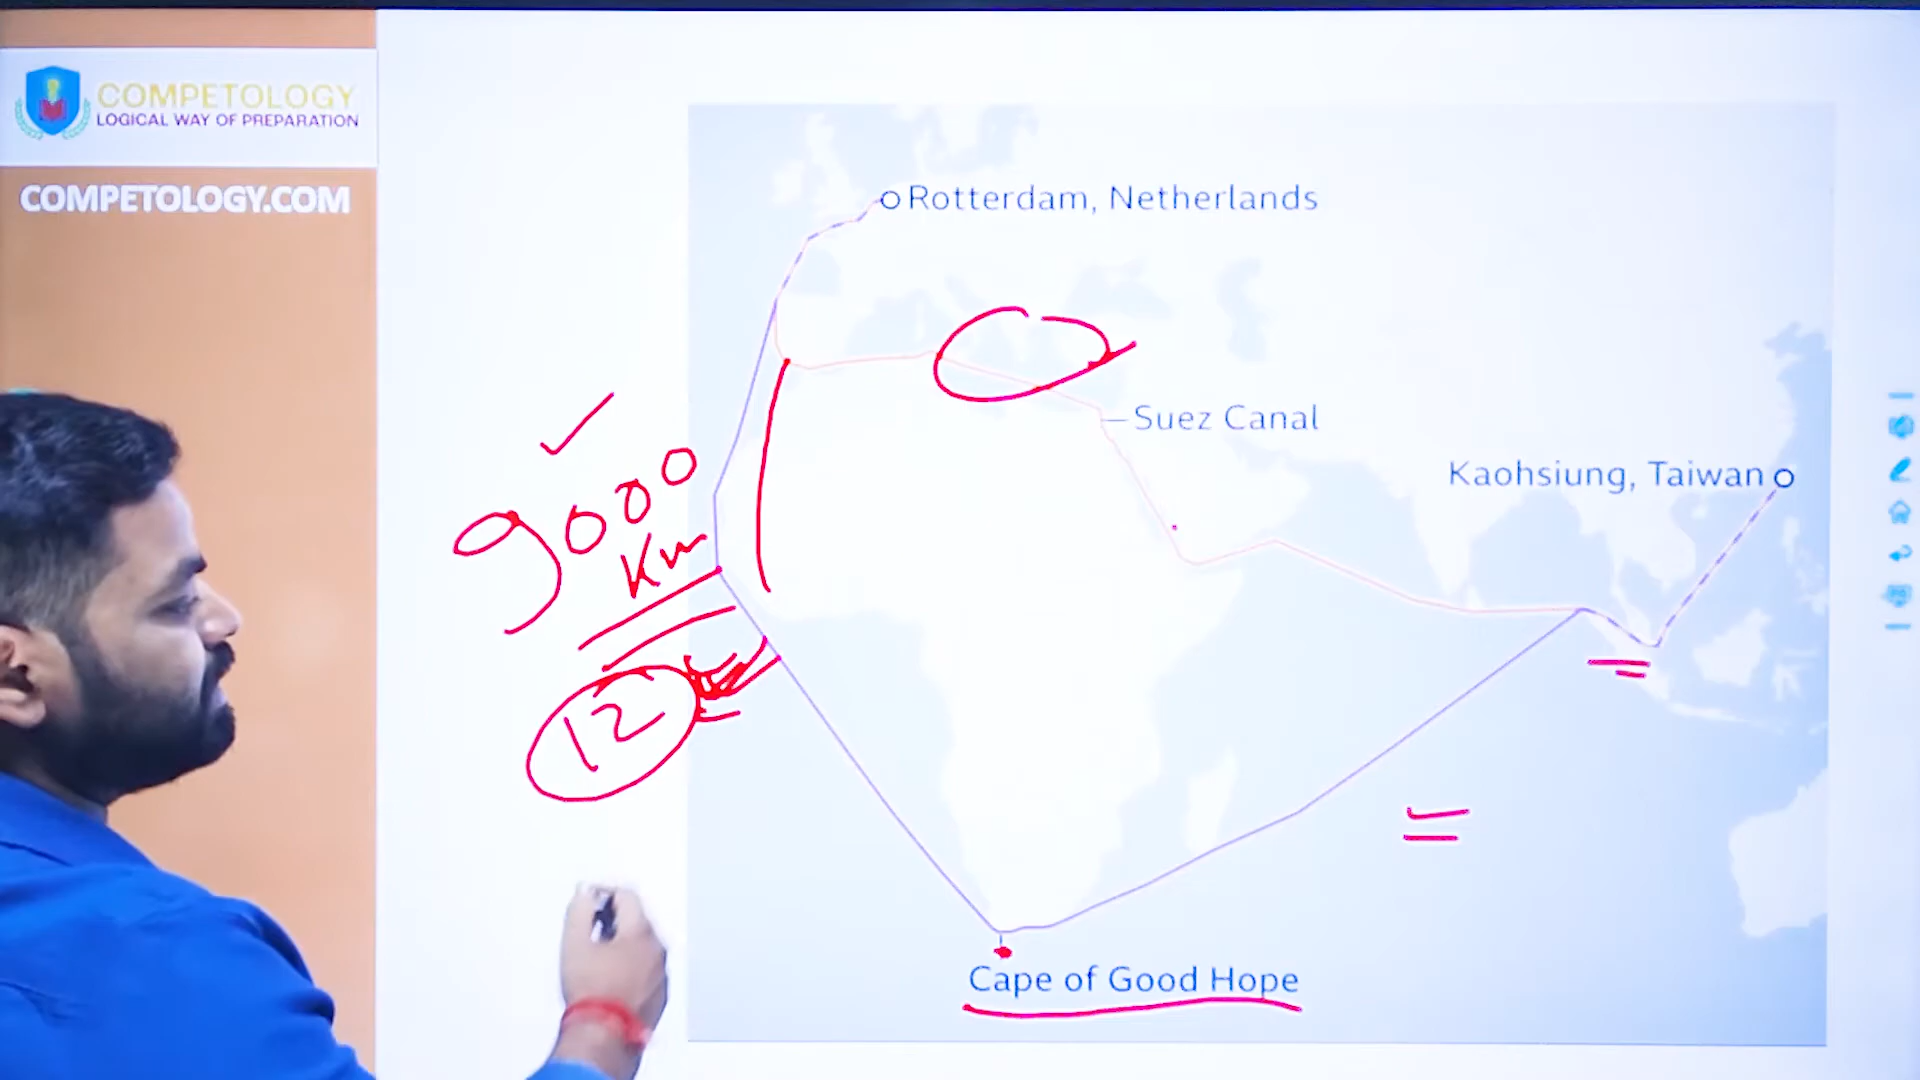 COMPETOLOGY
LOGICAL WAY OF PREPARATION
COMPETOLOGY.COM
Rotterdam, Netherlands
Suez Canal
Kaohsiung, Taiwan
9000
Km
12
Cape of Good Hope